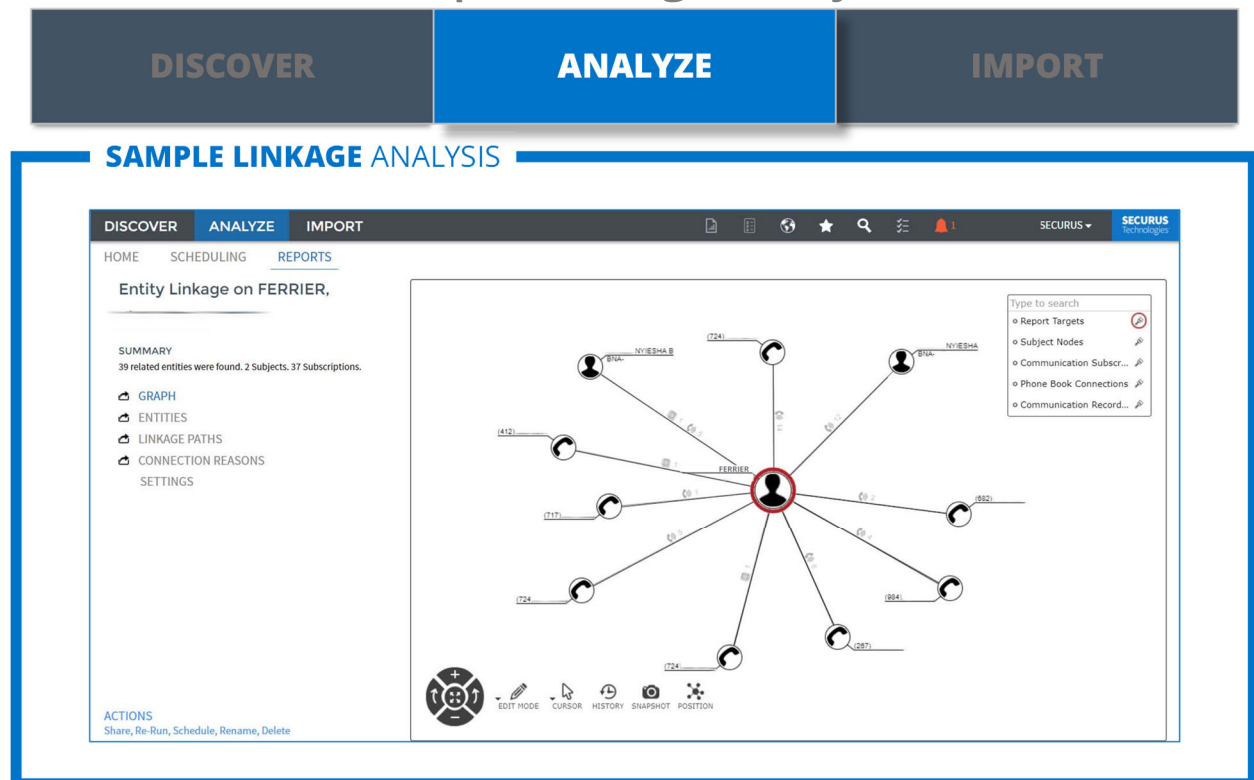 DISCOVER
ANALYZE
IMPORT
SAMPLE LINKAGE ANALYSIS
DISCOVER ANALYZE IMPORT
1
SECURUS
SECURUS
Technologies
HOME SCHEDULING REPORTS
Entity Linkage on FERRIER,
SUMMARY
39 related entities were found. 2 Subjects. 37 Subscriptions.
GRAPH
ENTITIES
LINKAGE PATHS
CONNECTION REASONS
SETTINGS
ACTIONS
Share, Re-Run, Schedule, Rename, Delete
Type to search
Report Targets
Subject Nodes
Communication Subscr...
Phone Book Connections
Communication Record...
NYIESHA B
BNA-
(724)
NYIESHA
BNA-
(412)
FERRIER
(717)
(682)
(724
(984)
(724)
(267)
EDIT MODE CURSOR HISTORY SNAPSHOT POSITION